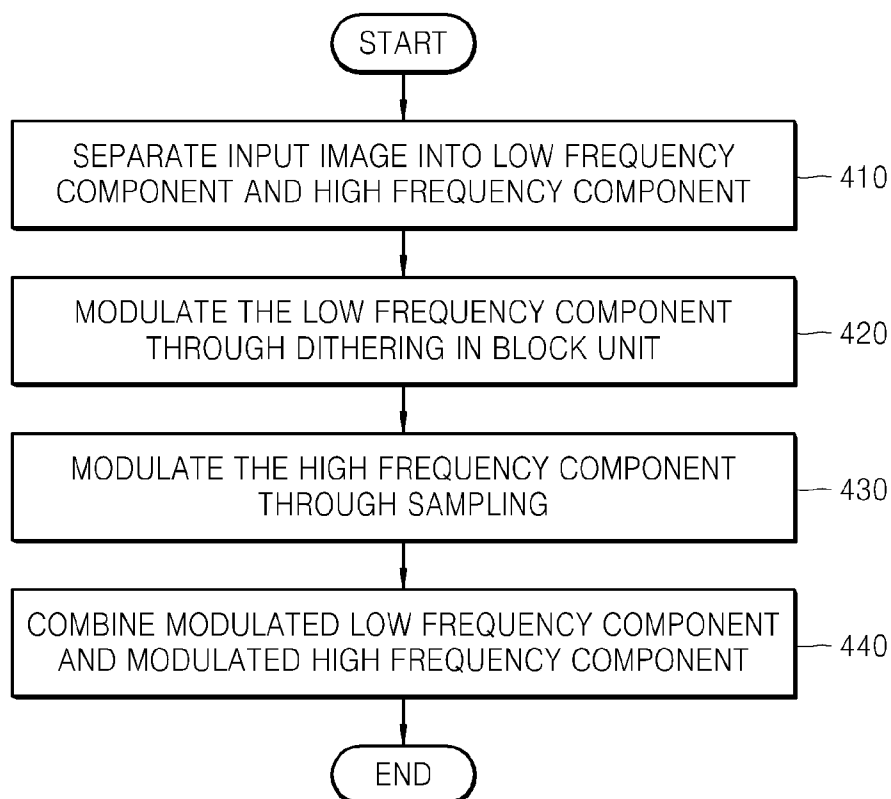 START
SEPARATE INPUT IMAGE INTO LOW FREQUENCY
COMPONENT AND HIGH FREQUENCY COMPONENT
410
MODULATE THE LOW FREQUENCY COMPONENT
THROUGH DITHERING IN BLOCK UNIT
420
MODULATE THE HIGH FREQUENCY COMPONENT
THROUGH SAMPLING
430
COMBINE MODULATED LOW FREQUENCY COMPONENT
AND MODULATED HIGH FREQUENCY COMPONENT
440
END